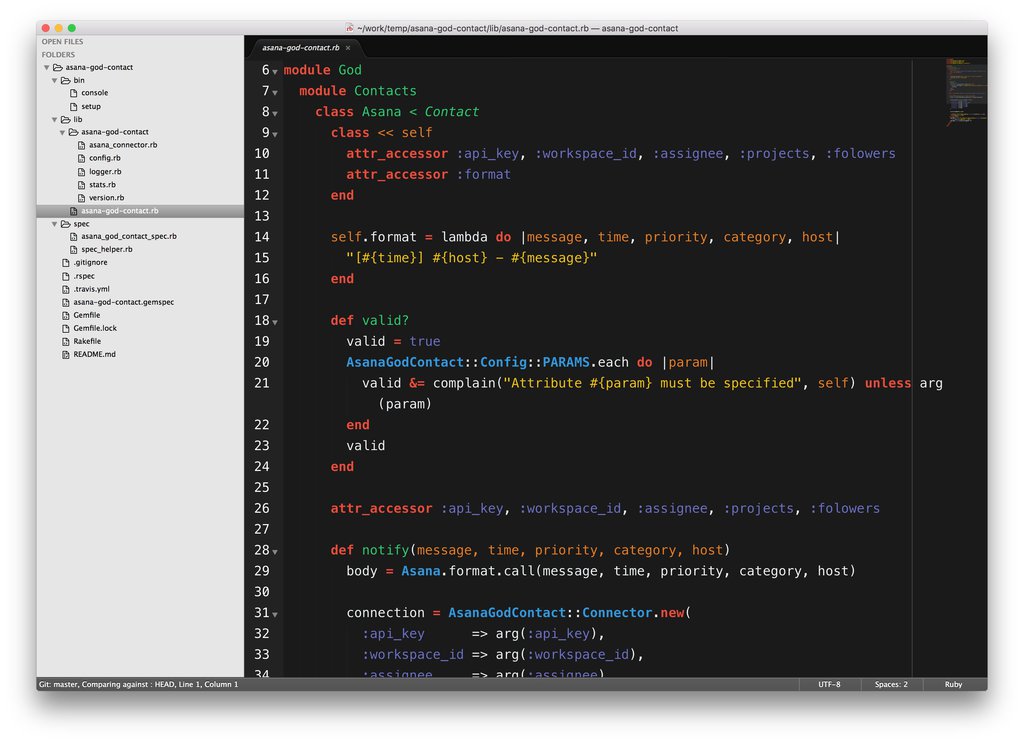 ~/work/temp/asana-god-contact/lib/asana-god-contact.rb — asana-god-contact
OPEN FILES
FOLDERS
asana-god-contact
bin
console
setup
lib
asana-god-contact
asana_connector.rb
config.rb
logger.rb
stats.rb
version.rb
asana-god-contact.rb
spec
asana_god_contact_spec.rb
spec_helper.rb
.gitignore
.rspec
.travis.yml
asana-god-contact.gemspec
Gemfile
Gemfile.lock
Rakefile
README.md
asana-god-contact.rb ×
6 module God
7   module Contacts
8     class Asana < Contact
9       class << self
10         attr_accessor :api_key, :workspace_id, :assignee, :projects, :folowers
11         attr_accessor :format
12       end
13
14       self.format = lambda do |message, time, priority, category, host|
15         "[#{time}] #{host} - #{message}"
16       end
17
18       def valid?
19         valid = true
20         AsanaGodContact::Config::PARAMS.each do |param|
21           valid &= complain("Attribute #{param} must be specified", self) unless arg
(param)
22         end
23         valid
24       end
25
26       attr_accessor :api_key, :workspace_id, :assignee, :projects, :folowers
27
28       def notify(message, time, priority, category, host)
29         body = Asana.format.call(message, time, priority, category, host)
30
31         connection = AsanaGodContact::Connector.new(
32           :api_key      => arg(:api_key),
33           :workspace_id => arg(:workspace_id),
34           :assignee     => arg(:assignee)
Git: master, Comparing against : HEAD, Line 1, Column 1
UTF-8
Spaces: 2
Ruby